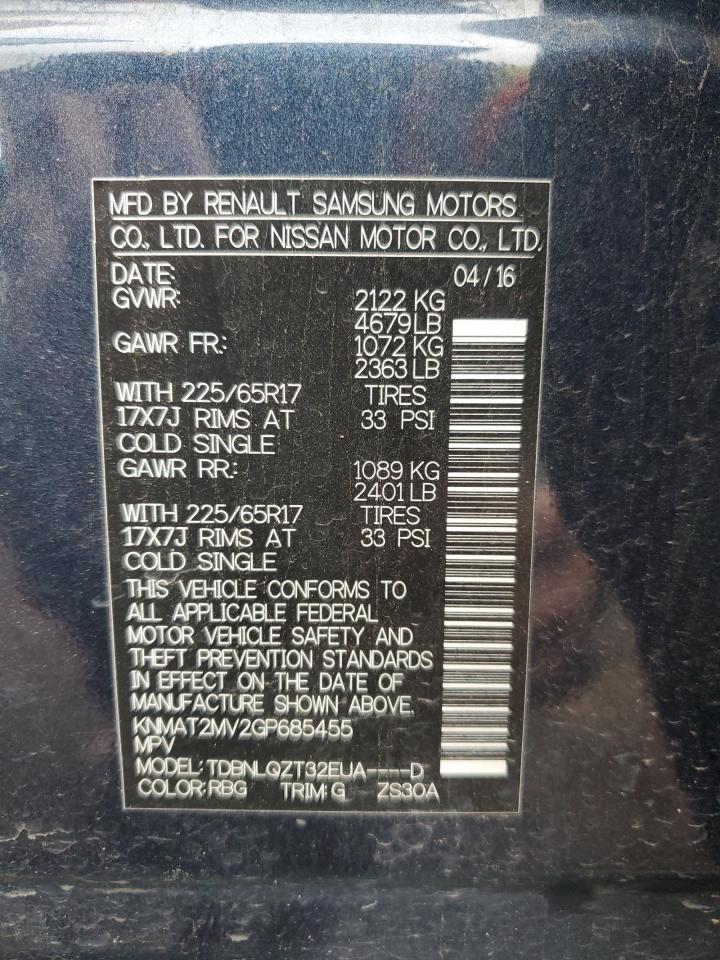 MFD BY RENAULT SAMSUNG MOTORS
CO., LTD. FOR NISSAN MOTOR CO., LTD.
DATE: 04/16
GVWR: 2122 KG
4679 LB
GAWR FR.: 1072 KG
2363 LB
WITH 225/65R17 TIRES
17X7J RIMS AT 33 PSI
COLD SINGLE
GAWR RR.: 1089 KG
2401 LB
WITH 225/65R17 TIRES
17X7J RIMS AT 33 PSI
COLD SINGLE
THIS VEHICLE CONFORMS TO
ALL APPLICABLE FEDERAL
MOTOR VEHICLE SAFETY AND
THEFT PREVENTION STANDARDS
IN EFFECT ON THE DATE OF
MANUFACTURE SHOWN ABOVE.
KNMAT2MV2GP685455
MPV
MODEL: TDBNLQZT32EUA----D
COLOR: RBG TRIM: G ZS30A